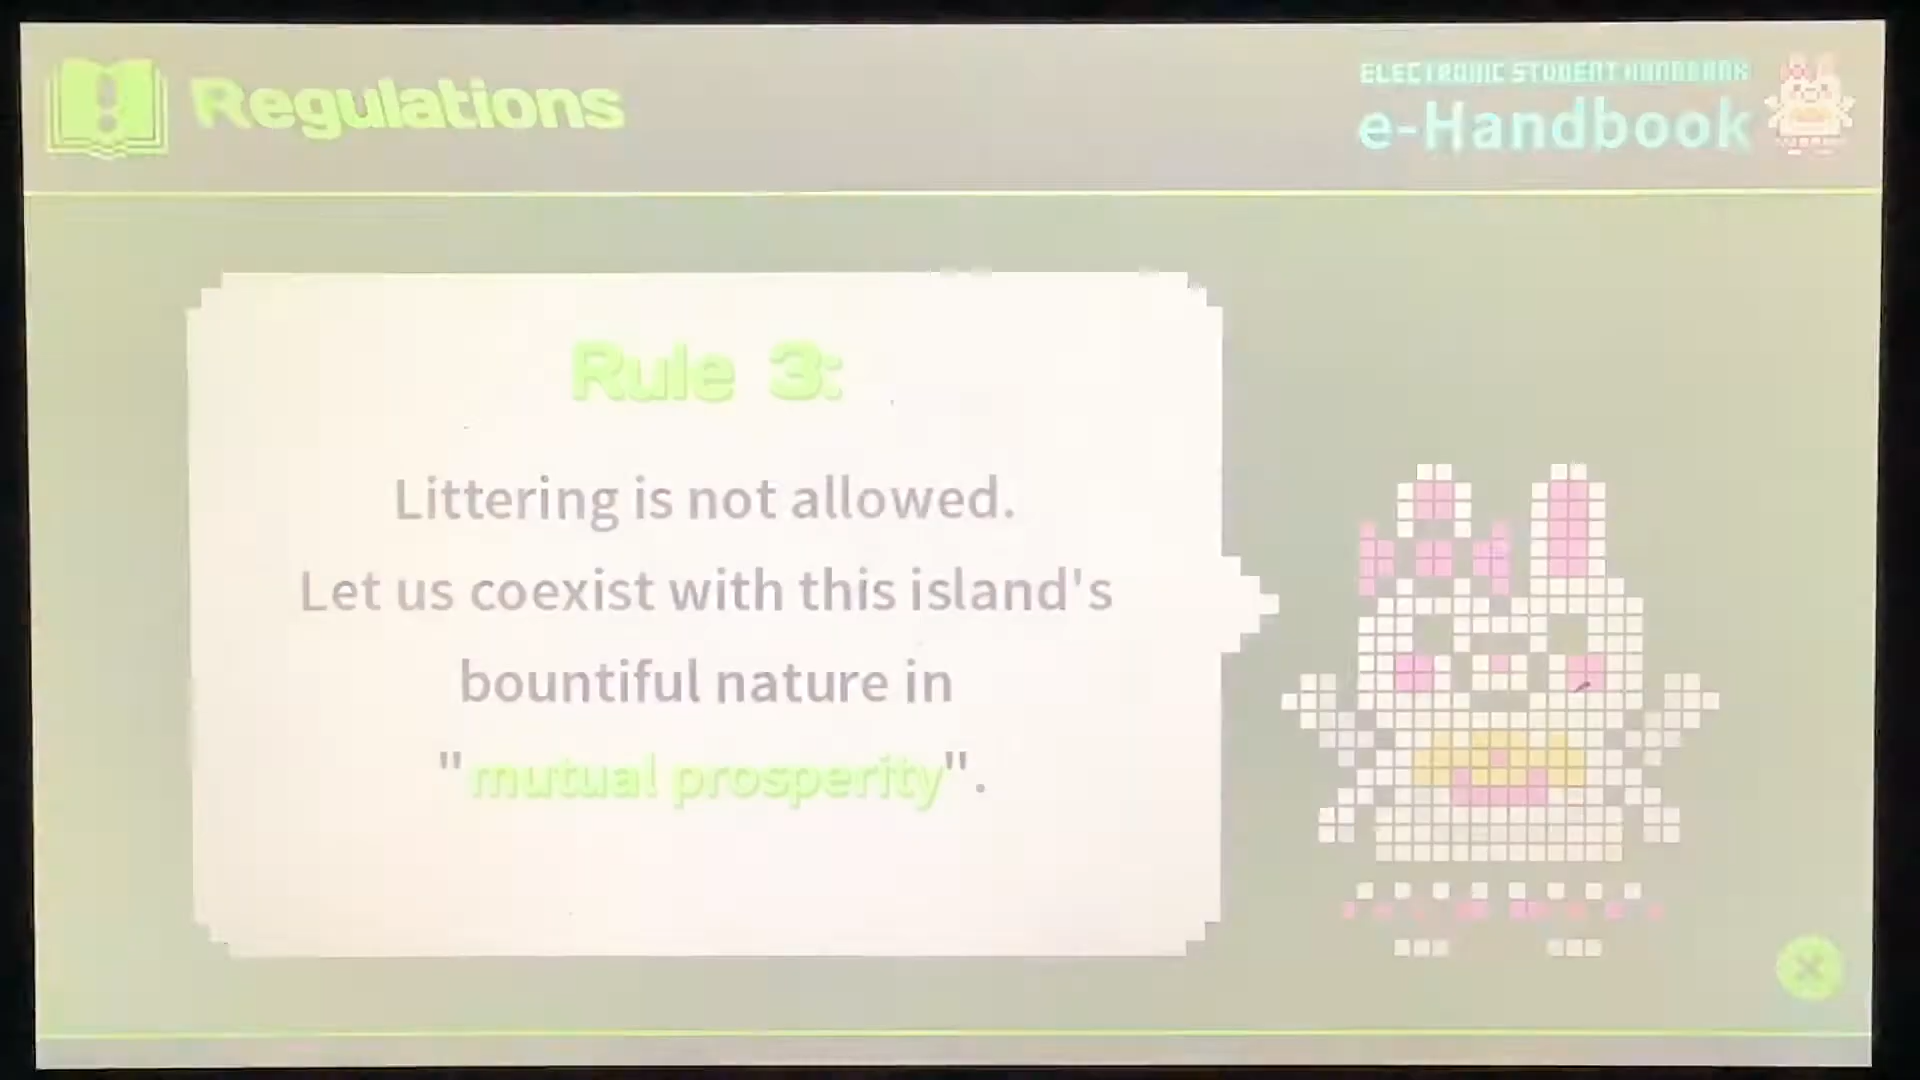 Regulations
ELECTRONIC STUDENT HANDBOOK
e-Handbook
Rule 3:
Littering is not allowed.
Let us coexist with this island's
bountiful nature in
"mutual prosperity".